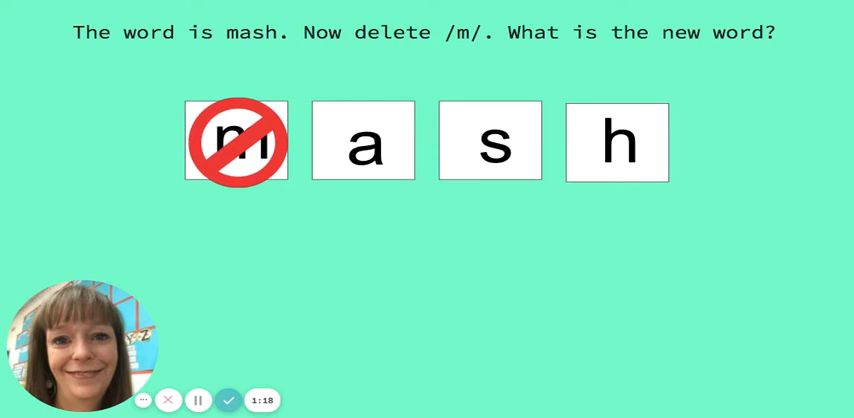 The word is mash. Now delete /m/. What is the new word?
m a s h
1:18